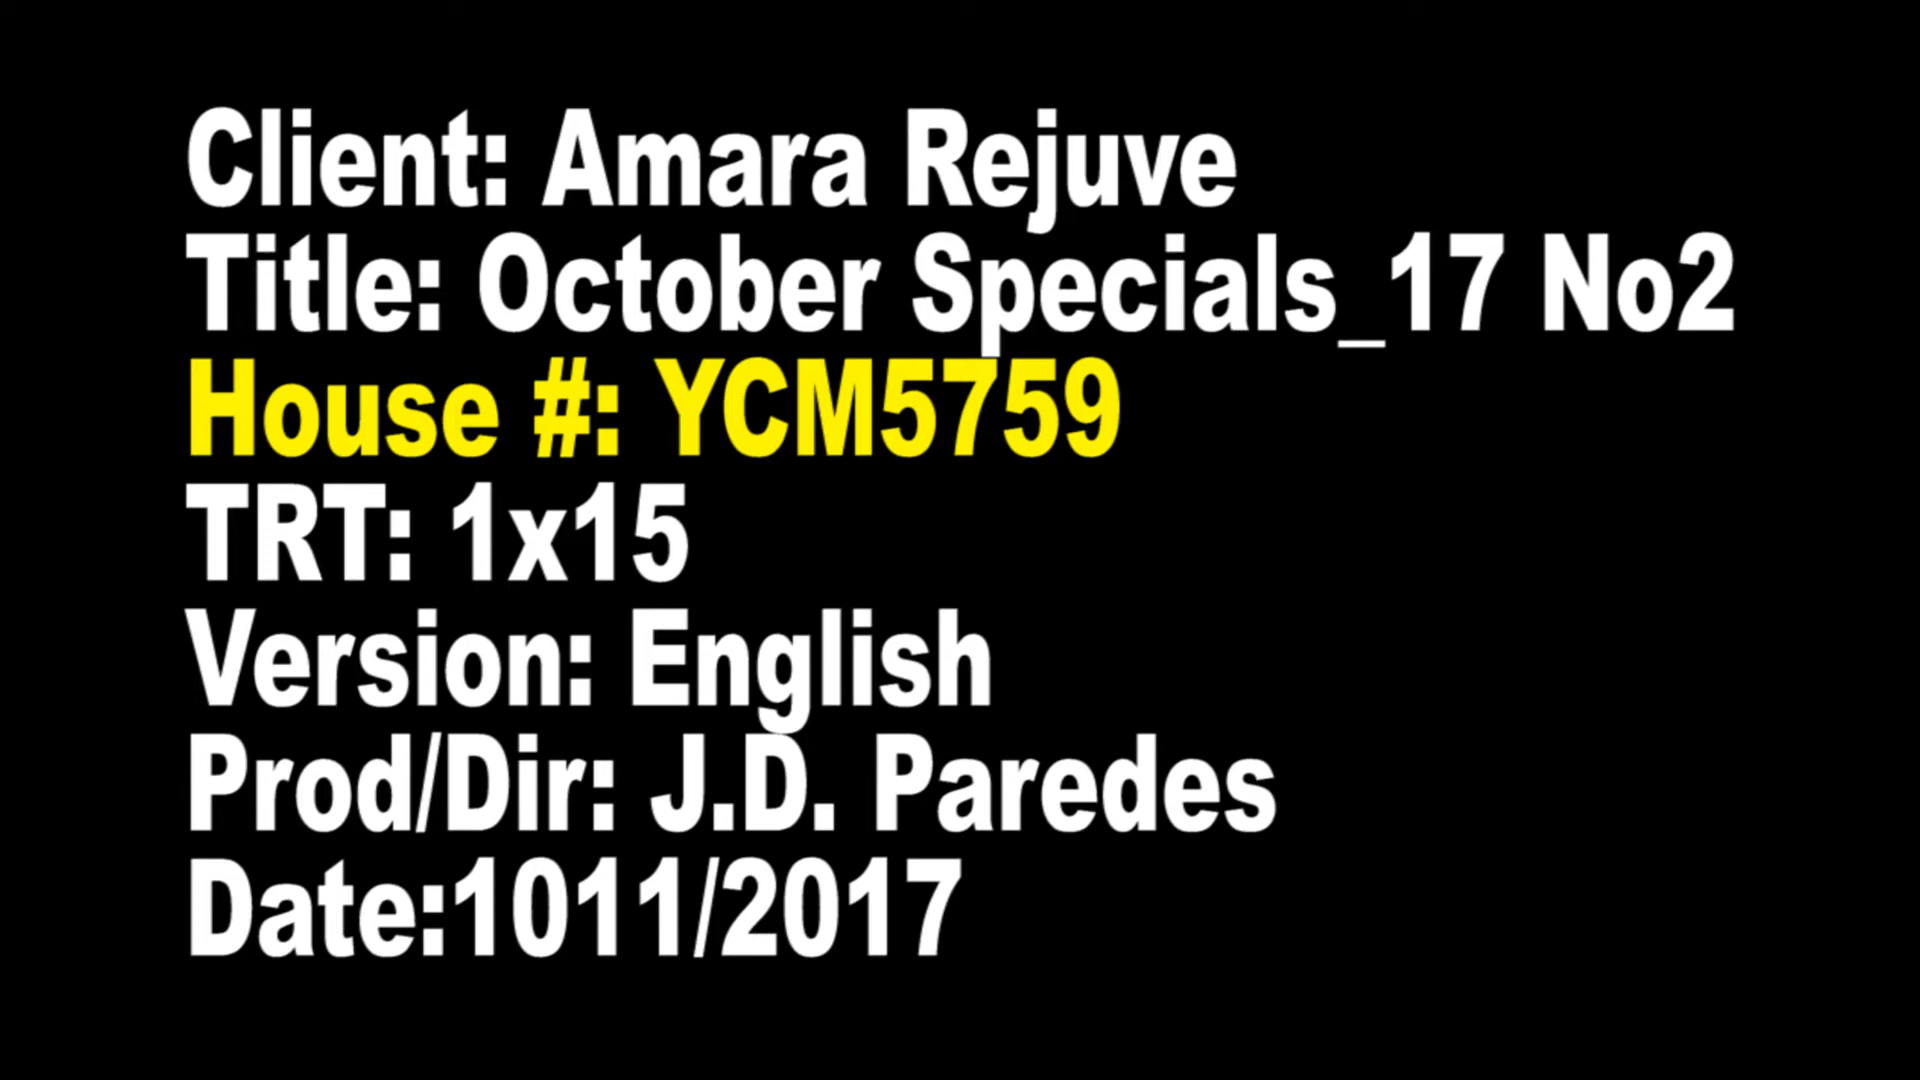 Client: Amara Rejuve
Title: October Specials_17 No2
House #: YCM5759
TRT: 1x15
Version: English
Prod/Dir: J.D. Paredes
Date:1011/2017